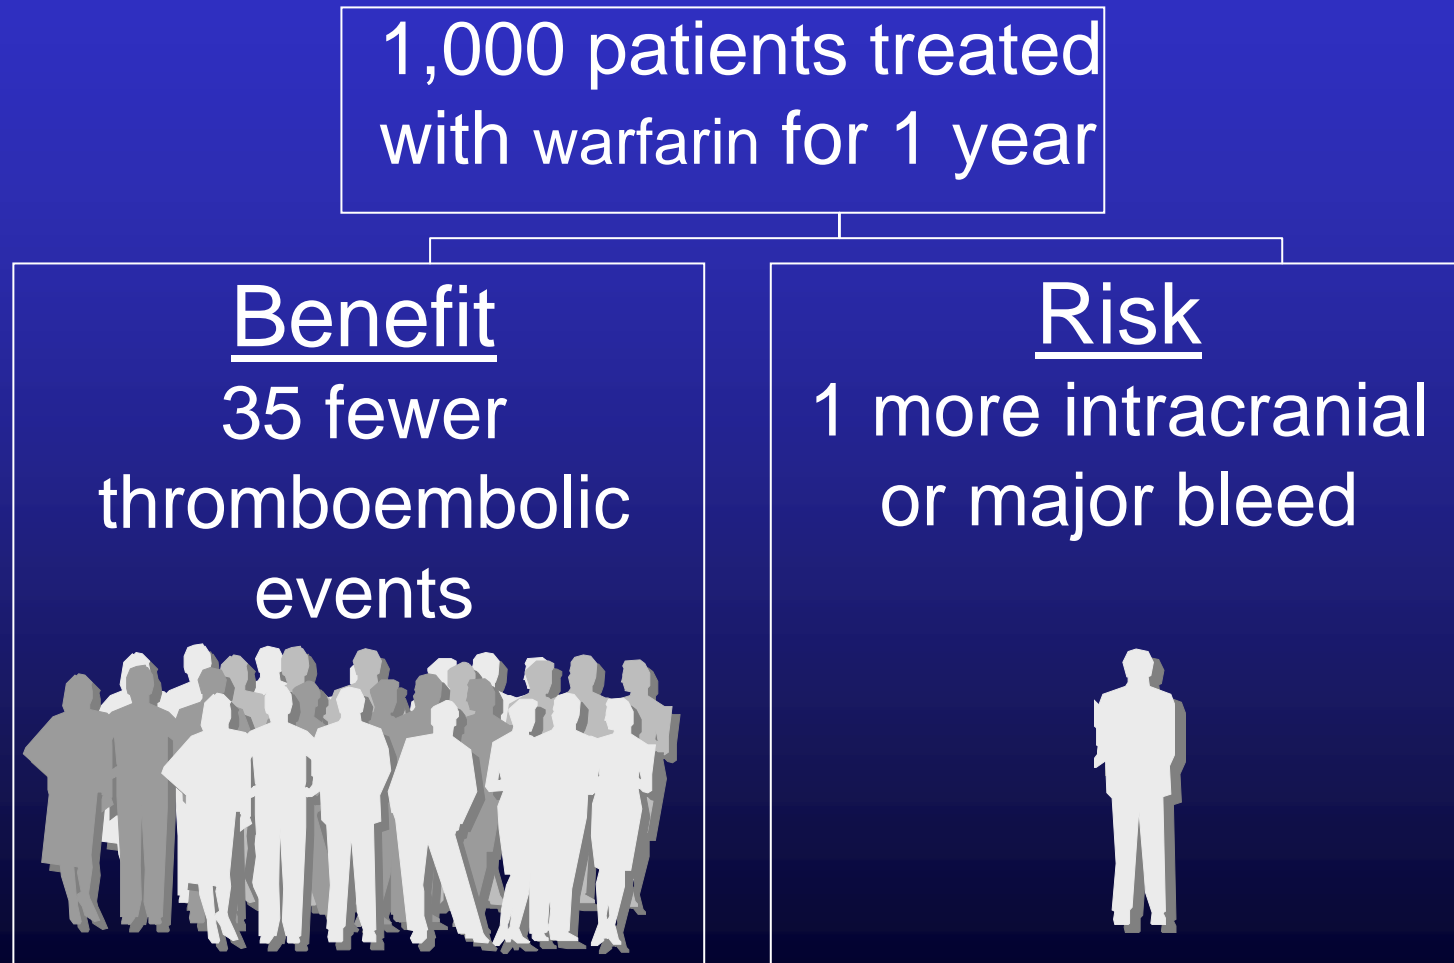 1,000 patients treated
with warfarin for 1 year
Benefit
35 fewer
thromboembolic
events
Risk
1 more intracranial
or major bleed